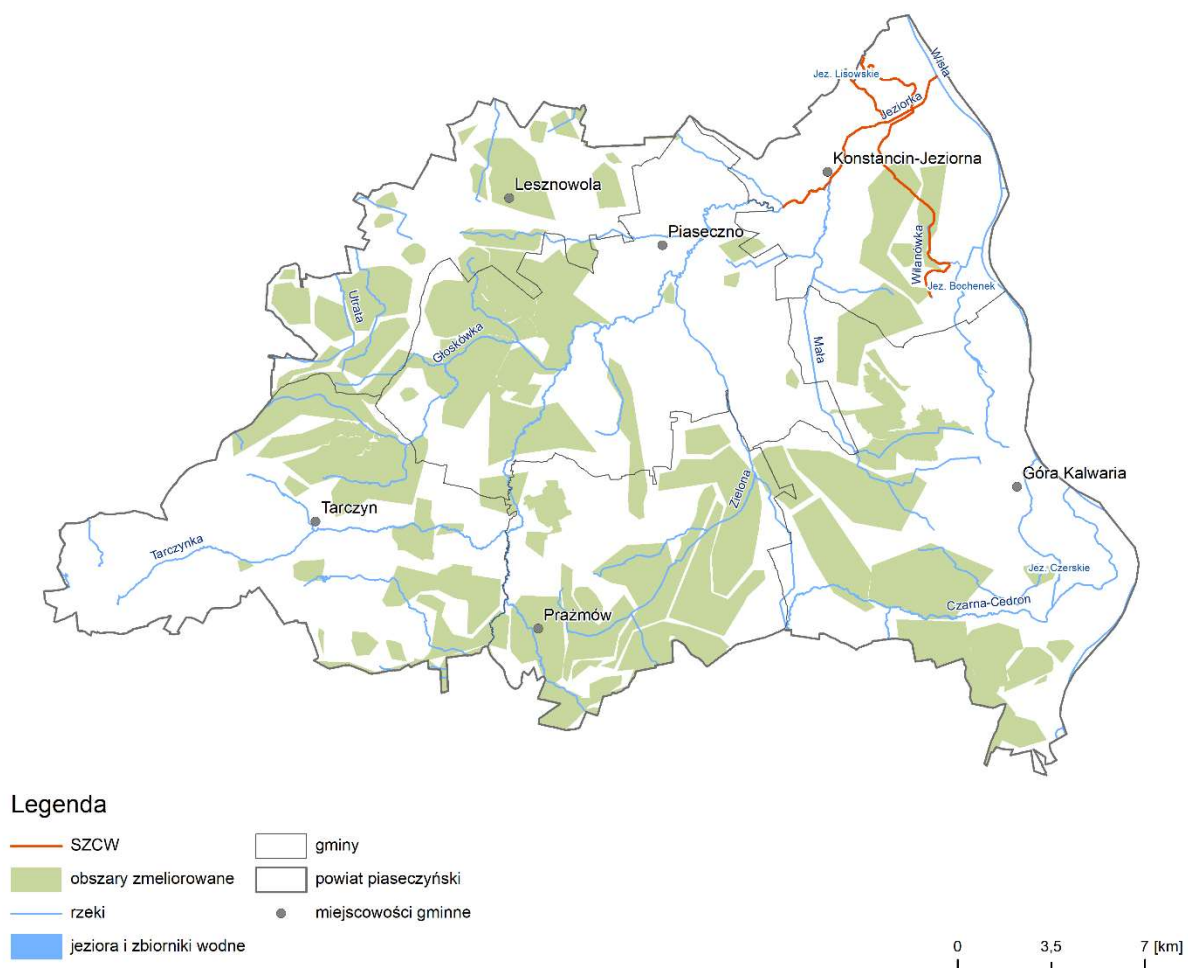 Wisła
Jez. Lisowskie
Jeziorka
Konstancin-Jeziorna
Lesznowola
Piaseczno
Wilanówka
Jez. Bochenek
Utrata
Głoskówka
Mała
Góra Kalwaria
Zielona
Tarczyn
Tarczynka
Jez. Czerskie
Czarna-Cedron
Prażmów
Legenda
SZCW
gminy
obszary zmeliorowane
powiat piaseczyński
rzeki
miejscowości gminne
jeziora i zbiorniki wodne
0 3,5 7 [km]